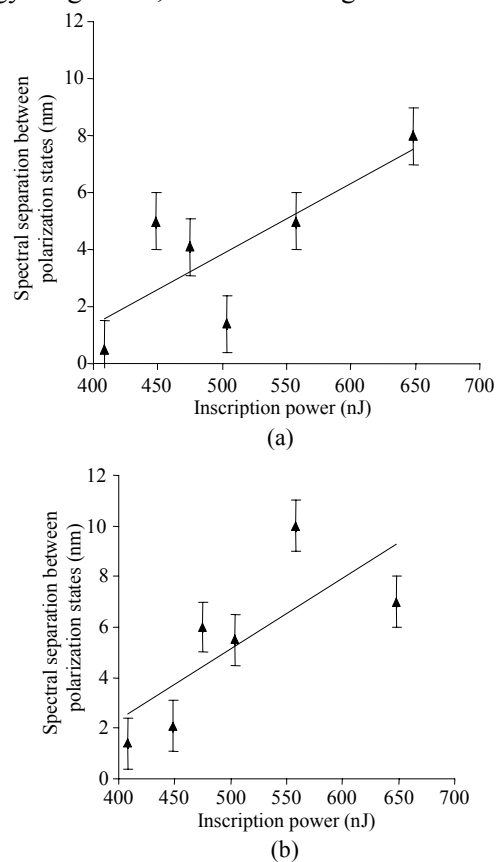 12
10
8
6
4
2
0
Spectral separation between
polarization states (nm)
400 450 500 550 600 650 700
Inscription power (nJ)
(a)
12
10
8
6
4
2
0
Spectral separation between
polarization states (nm)
400 450 500 550 600 650 700
Inscription power (nJ)
(b)